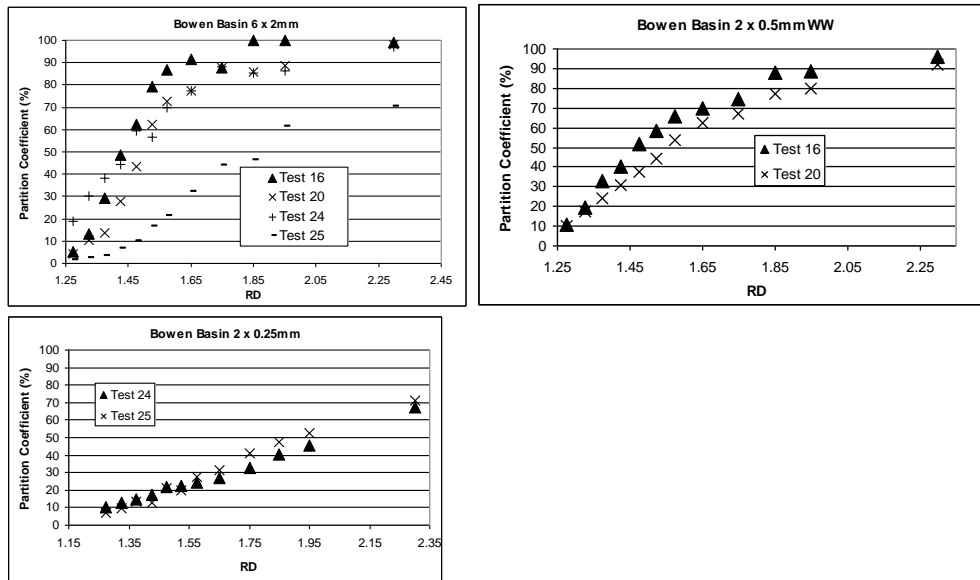 Bowen Basin 6 x 2mm
Partition Coefficient (%)
100
90
80
70
60
50
40
30
20
10
0
Test 16
Test 20
Test 24
Test 25
1.25 1.45 1.65 1.85 2.05 2.25 2.45
RD
Bowen Basin 2 x 0.5mm WW
Partition Coefficient (%)
100
90
80
70
60
50
40
30
20
10
0
Test 16
Test 20
1.25 1.45 1.65 1.85 2.05 2.25
RD
Bowen Basin 2 x 0.25mm
Partition Coefficient (%)
100
90
80
70
60
50
40
30
20
10
0
Test 24
Test 25
1.15 1.35 1.55 1.75 1.95 2.15 2.35
RD